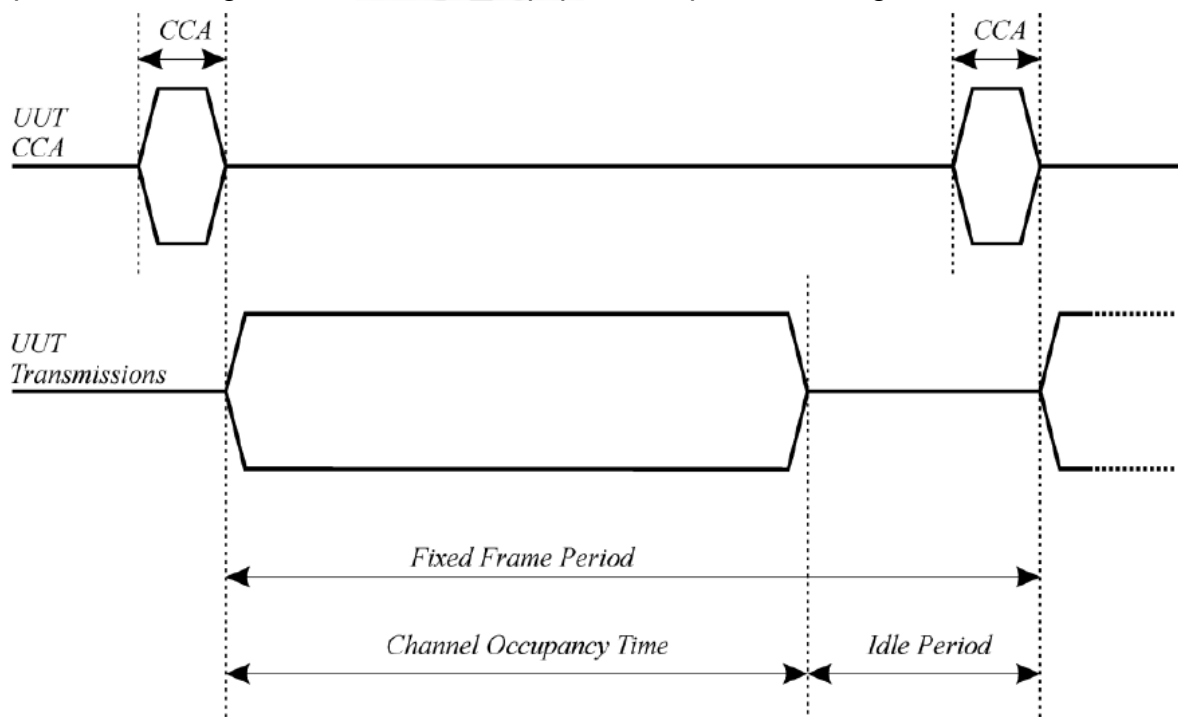 CCA CCA
UUT
CCA
UUT
Transmissions
Fixed Frame Period
Channel Occupancy Time Idle Period